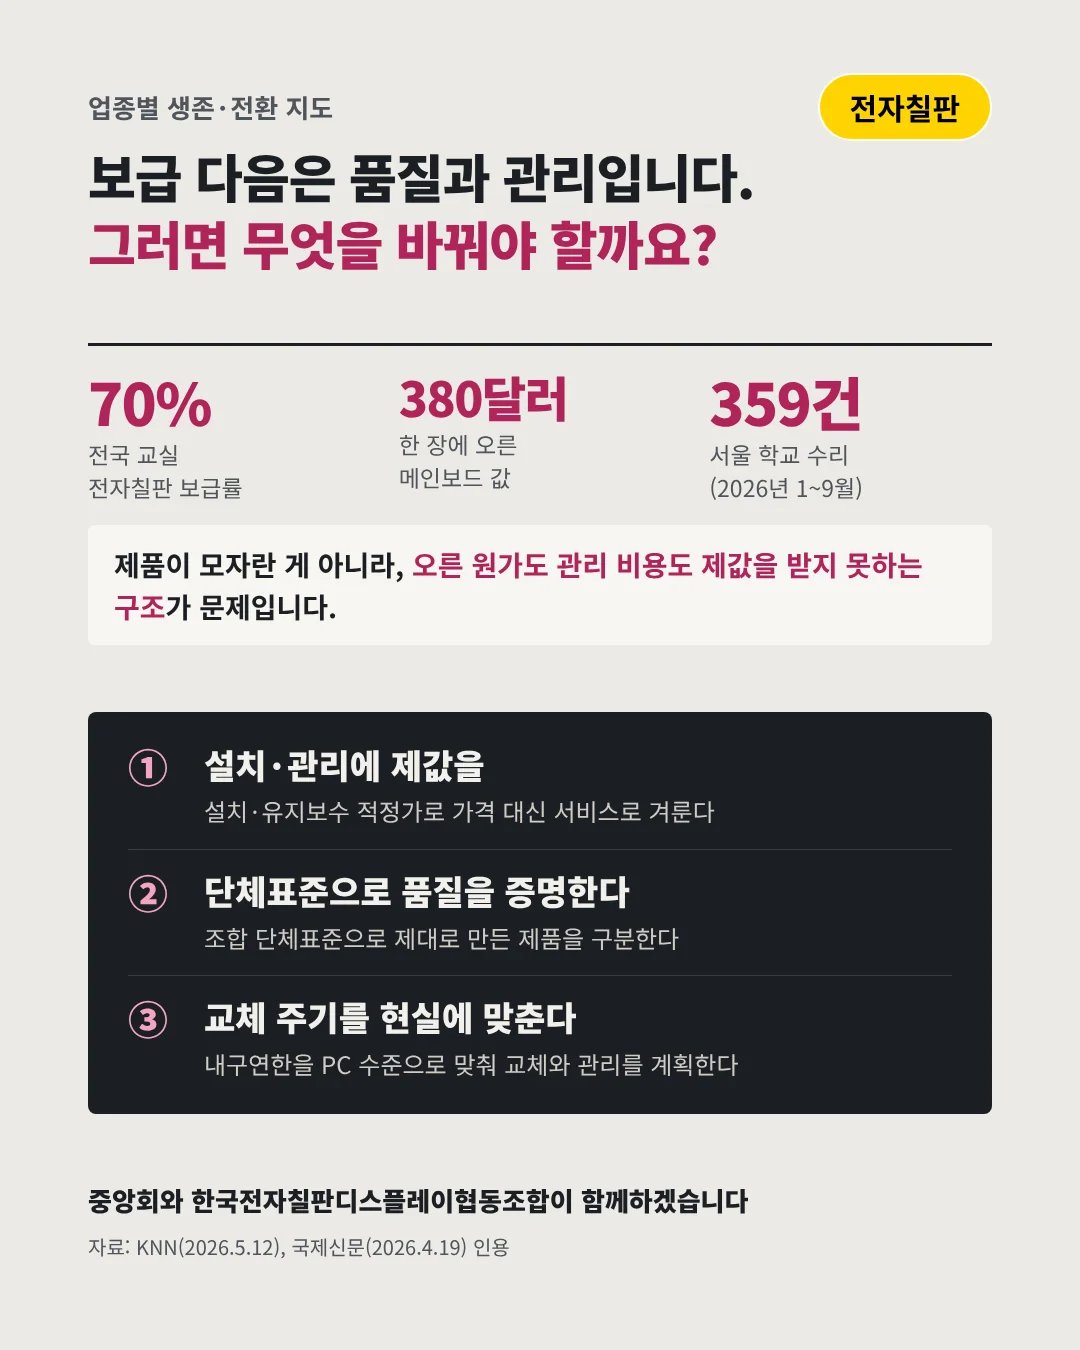 업종별 생존·전환 지도
전자칠판
보급 다음은 품질과 관리입니다.
그러면 무엇을 바꿔야 할까요?
70%
전국 교실
전자칠판 보급률
380달러
한 장에 오른
메인보드 값
359건
서울 학교 수리
(2026년 1~9월)
제품이 모자란 게 아니라, 오른 원가도 관리 비용도 제값을 받지 못하는
구조가 문제입니다.
① 설치·관리에 제값을
설치·유지보수 적정가로 가격 대신 서비스로 겨룬다
② 단체표준으로 품질을 증명한다
조합 단체표준으로 제대로 만든 제품을 구분한다
③ 교체 주기를 현실에 맞춘다
내구연한을 PC 수준으로 맞춰 교체와 관리를 계획한다
중앙회와 한국전자칠판디스플레이협동조합이 함께하겠습니다
자료: KNN(2026.5.12), 국제신문(2026.4.19) 인용